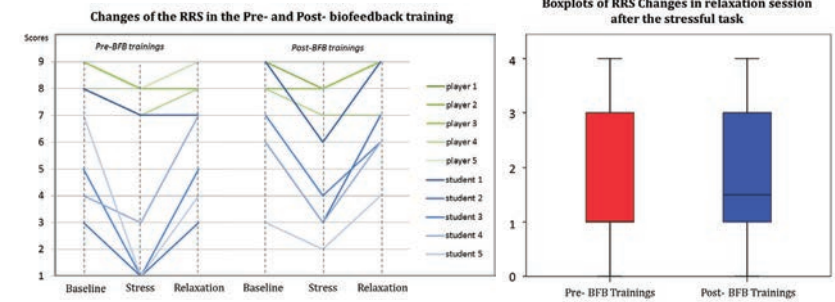 Changes of the RRS in the Pre- and Post- biofeedback training
Scores
Pre-BFB trainings
Post-BFB trainings
9
8
7
6
5
4
3
2
1
Baseline
Stress
Relaxation
Baseline
Stress
Relaxation
player 1
player 2
player 3
player 4
player 5
student 1
student 2
student 3
student 4
student 5
Boxplots of RRS Changes in relaxation session
after the stressful task
4
3
2
1
0
Pre- BFB Trainings
Post- BFB Trainings